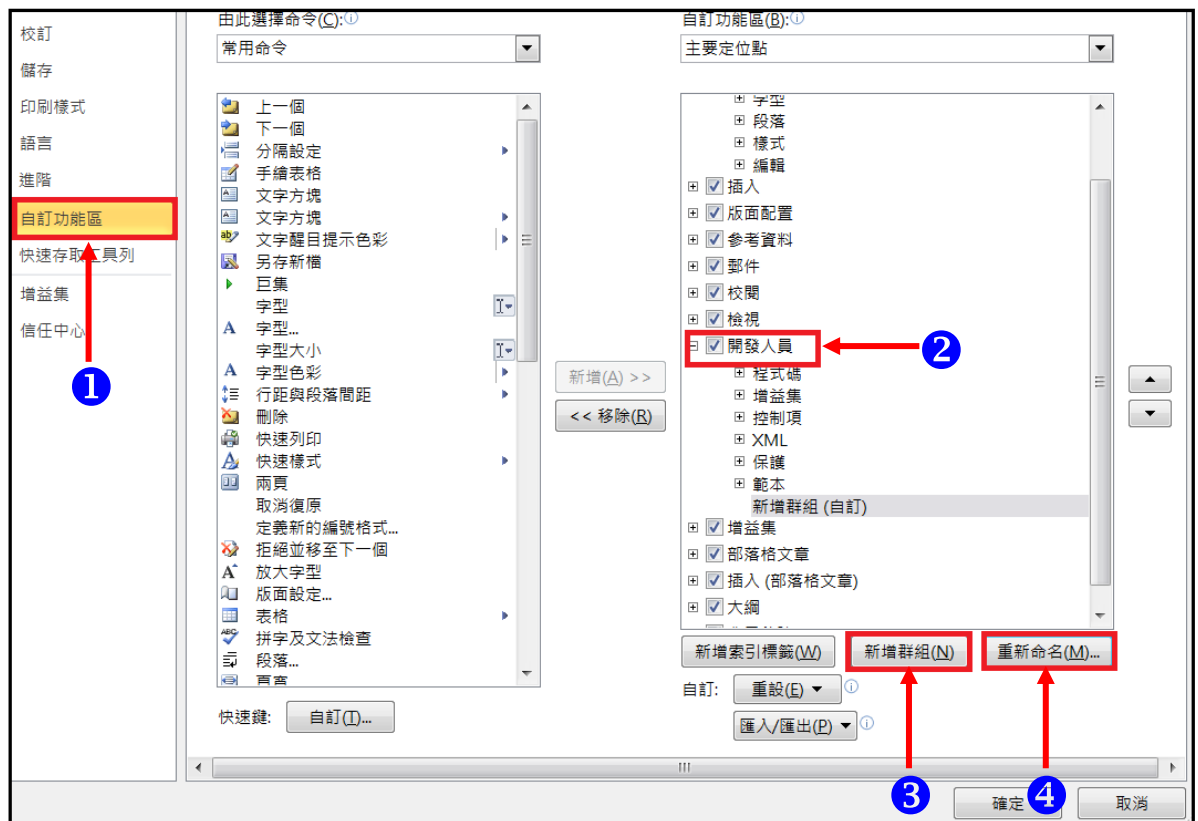 校訂
儲存
印刷樣式
語言
進階
自訂功能區
快速存取工具列
增益集
信任中心
1
由此選擇命令(C):
常用命令
上一個
下一個
分隔設定
手繪表格
文字方塊
文字方塊
文字醒目提示色彩
另存新檔
巨集
字型
字型...
字型大小
字型色彩
行距與段落間距
刪除
快速列印
快速樣式
兩頁
取消復原
定義新的編號格式...
拒絕並移至下一個
放大字型
版面設定...
表格
拼字及文法檢查
段落...
頁寬
快速鍵: 自訂(T)...
新增(A) >>
<< 移除(R)
自訂功能區(B):
主要定位點
字型
段落
樣式
編輯
插入
版面配置
參考資料
郵件
校閱
檢視
開發人員
2
程式碼
增益集
控制項
XML
保護
範本
新增群組 (自訂)
增益集
部落格文章
插入 (部落格文章)
大綱
新增索引標籤(W) 新增群組(N) 重新命名(M)...
自訂: 重設(E)
匯入/匯出(P)
3
4
確定 取消